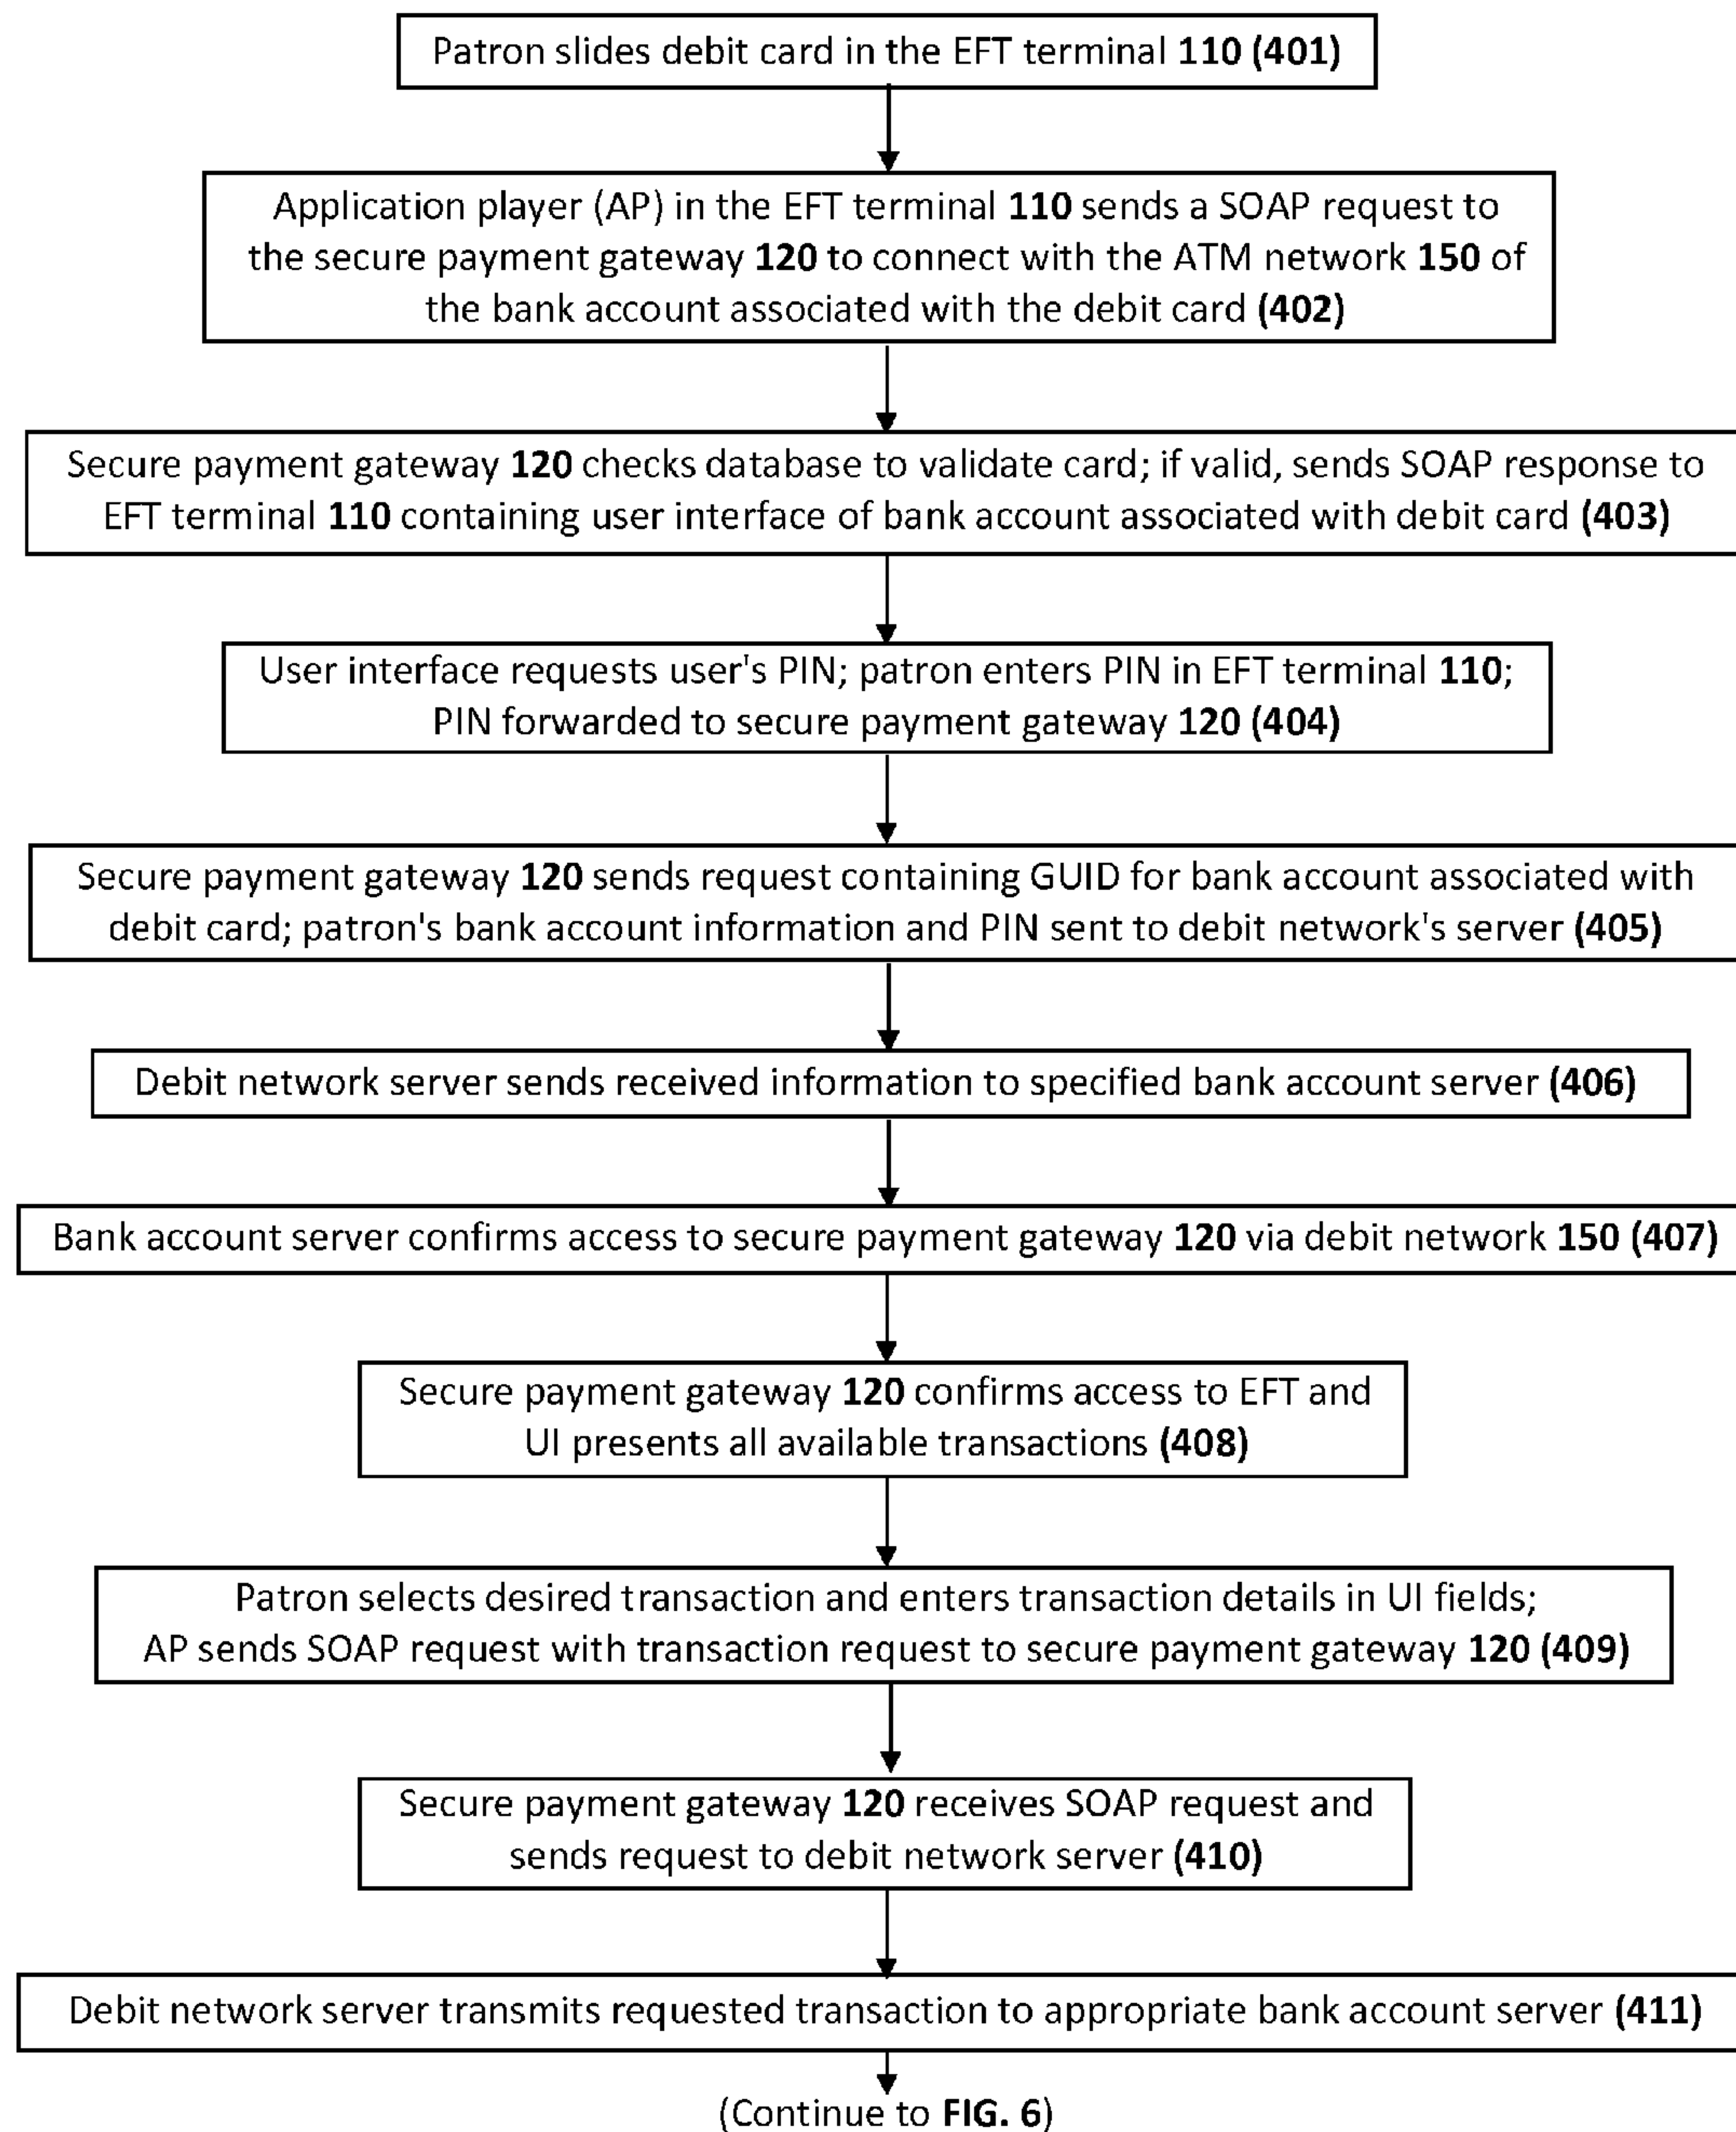 Patron slides debit card in the EFT terminal 110 (401)
Application player (AP) in the EFT terminal 110 sends a SOAP request to
the secure payment gateway 120 to connect with the ATM network 150 of
the bank account associated with the debit card (402)
Secure payment gateway 120 checks database to validate card; if valid, sends SOAP response to
EFT terminal 110 containing user interface of bank account associated with debit card (403)
User interface requests user's PIN; patron enters PIN in EFT terminal 110;
PIN forwarded to secure payment gateway 120 (404)
Secure payment gateway 120 sends request containing GUID for bank account associated with
debit card; patron's bank account information and PIN sent to debit network's server (405)
Debit network server sends received information to specified bank account server (406)
Bank account server confirms access to secure payment gateway 120 via debit network 150 (407)
Secure payment gateway 120 confirms access to EFT and
UI presents all available transactions (408)
Patron selects desired transaction and enters transaction details in UI fields;
AP sends SOAP request with transaction request to secure payment gateway 120 (409)
Secure payment gateway 120 receives SOAP request and
sends request to debit network server (410)
Debit network server transmits requested transaction to appropriate bank account server (411)
(Continue to FIG. 6)